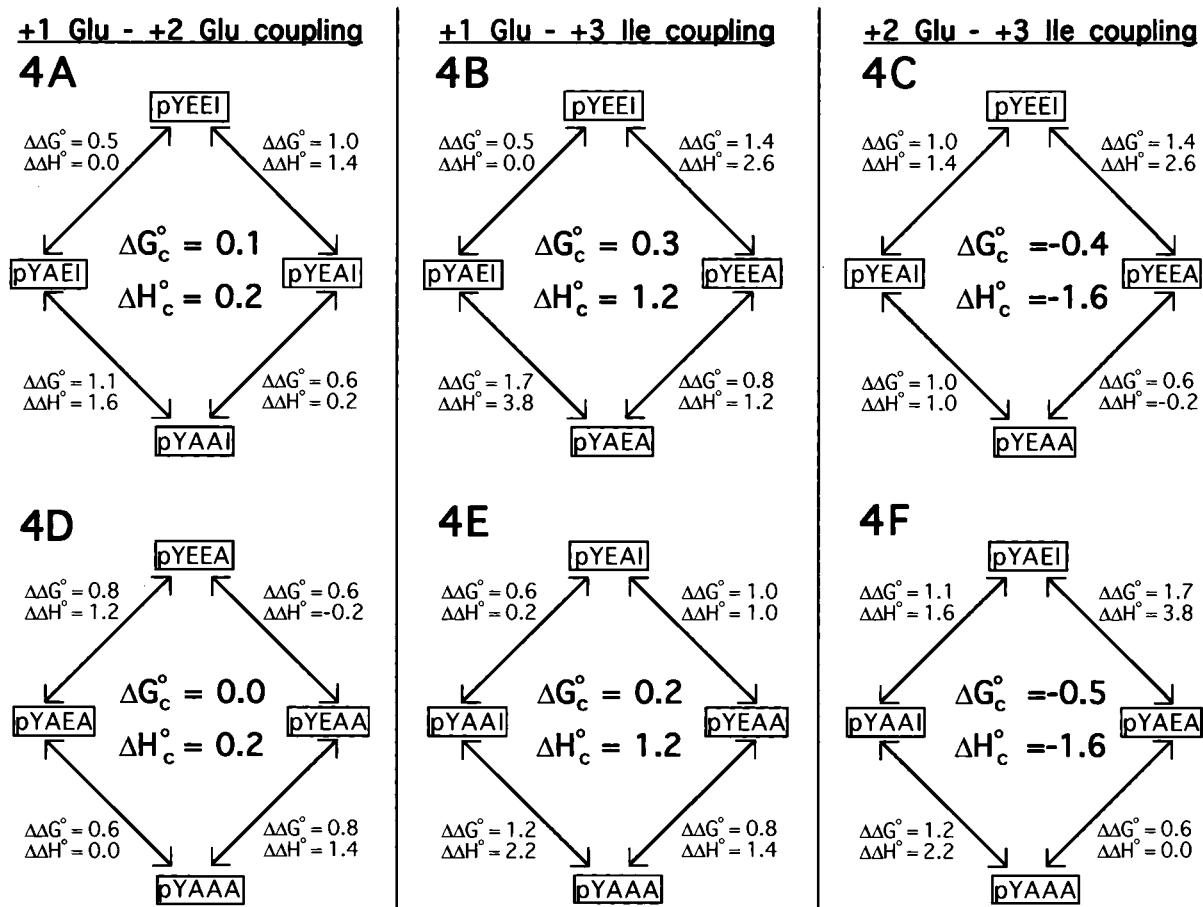 +1 Glu - +2 Glu coupling
4A
pYEEI
ΔΔG° = 0.5
ΔΔH° = 0.0
ΔΔG° = 1.0
ΔΔH° = 1.4
pYAEI
ΔG°c = 0.1
ΔH°c = 0.2
pYEAI
ΔΔG° = 1.1
ΔΔH° = 1.6
ΔΔG° = 0.6
ΔΔH° = 0.2
pYAAI
4D
pYEEA
ΔΔG° = 0.8
ΔΔH° = 1.2
ΔΔG° = 0.6
ΔΔH° = -0.2
pYAEA
ΔG°c = 0.0
ΔH°c = 0.2
pYEAA
ΔΔG° = 0.6
ΔΔH° = 0.0
ΔΔG° = 0.8
ΔΔH° = 1.4
pYAAA
+1 Glu - +3 Ile coupling
4B
pYEEI
ΔΔG° = 0.5
ΔΔH° = 0.0
ΔΔG° = 1.4
ΔΔH° = 2.6
pYAEI
ΔG°c = 0.3
ΔH°c = 1.2
pYEEA
ΔΔG° = 1.7
ΔΔH° = 3.8
ΔΔG° = 0.8
ΔΔH° = 1.2
pYAEA
4E
pYEAI
ΔΔG° = 0.6
ΔΔH° = 0.2
ΔΔG° = 1.0
ΔΔH° = 1.0
pYAAI
ΔG°c = 0.2
ΔH°c = 1.2
pYEAA
ΔΔG° = 1.2
ΔΔH° = 2.2
ΔΔG° = 0.8
ΔΔH° = 1.4
pYAAA
+2 Glu - +3 Ile coupling
4C
pYEEI
ΔΔG° = 1.0
ΔΔH° = 1.4
ΔΔG° = 1.4
ΔΔH° = 2.6
pYEAI
ΔG°c =-0.4
ΔH°c =-1.6
pYEEA
ΔΔG° = 1.0
ΔΔH° = 1.0
ΔΔG° = 0.6
ΔΔH° = -0.2
pYEAA
4F
pYAEI
ΔΔG° = 1.1
ΔΔH° = 1.6
ΔΔG° = 1.7
ΔΔH° = 3.8
pYAAI
ΔG°c =-0.5
ΔH°c =-1.6
pYAEA
ΔΔG° = 1.2
ΔΔH° = 2.2
ΔΔG° = 0.6
ΔΔH° = 0.0
pYAAA